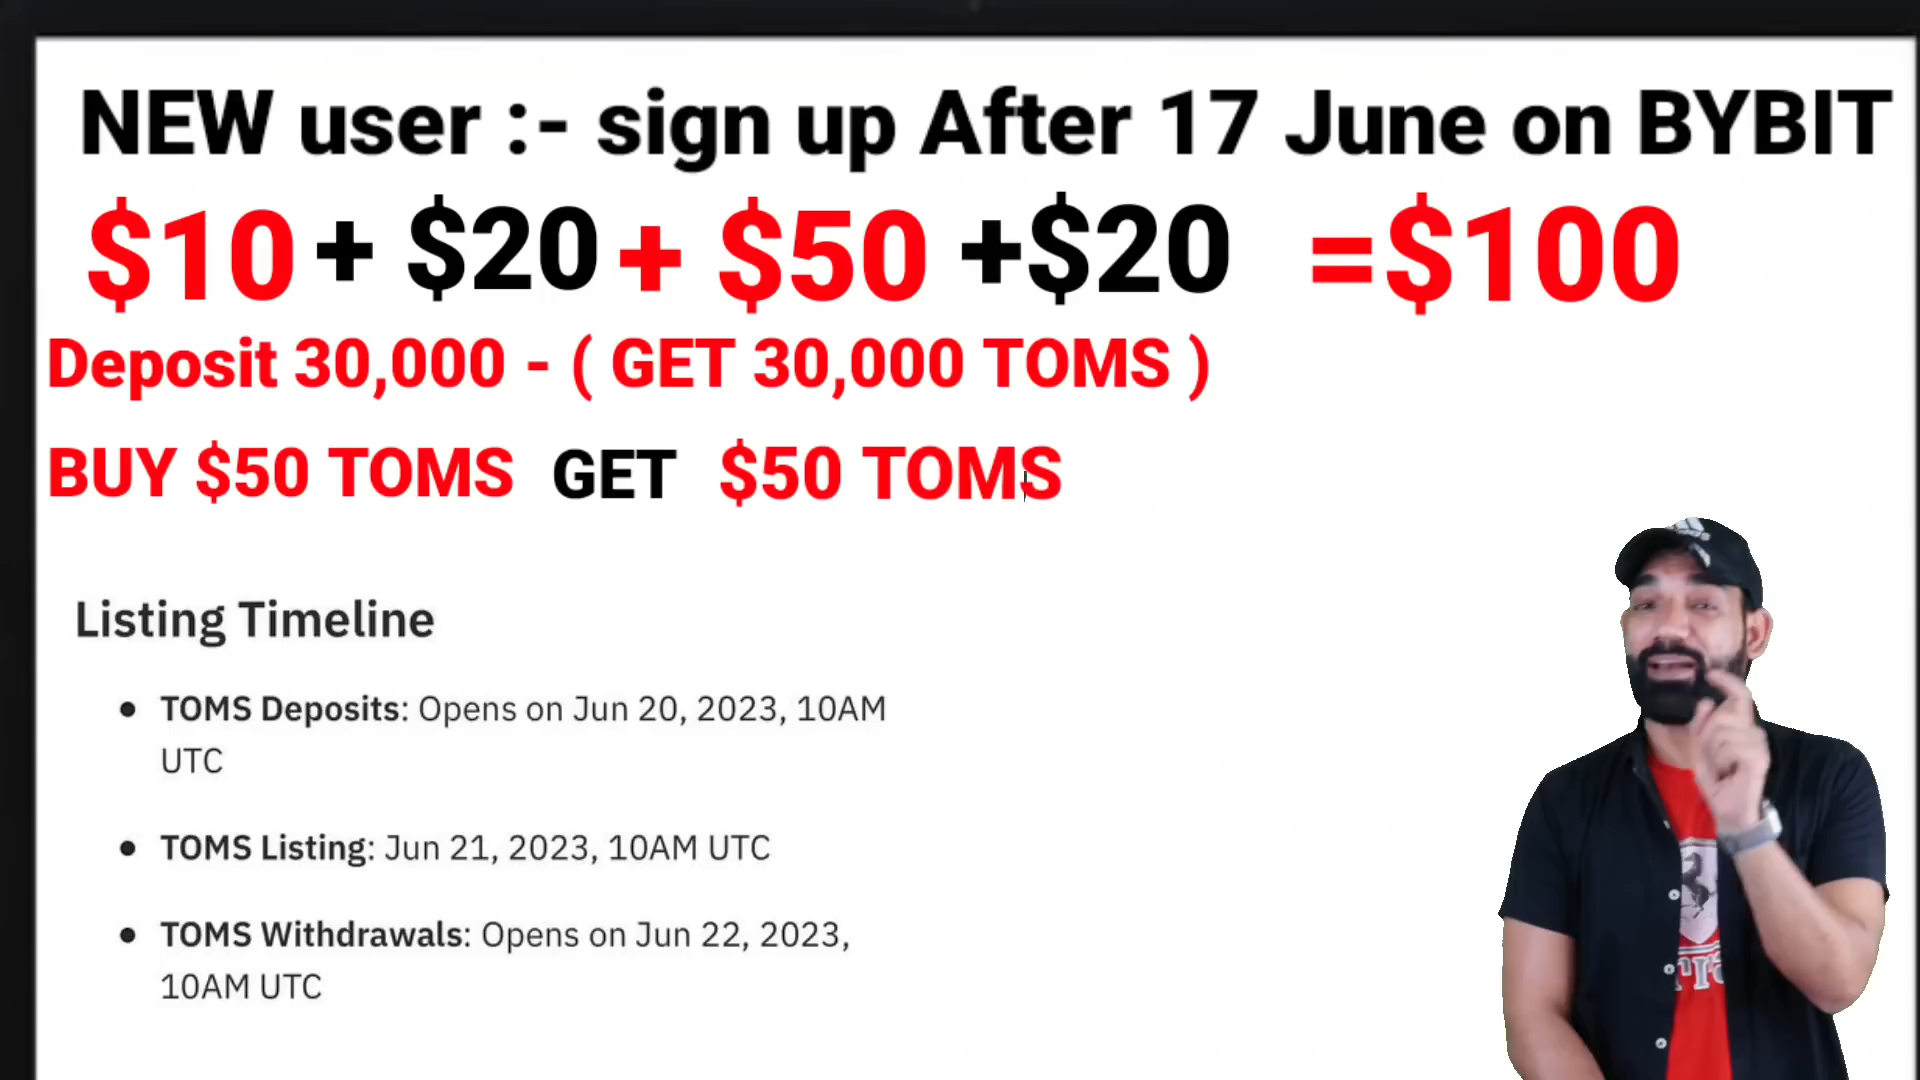 NEW user :- sign up After 17 June on BYBIT
$10 + $20 + $50 +$20 =$100
Deposit 30,000 - ( GET 30,000 TOMS )
BUY $50 TOMS GET $50 TOMS
Listing Timeline
● TOMS Deposits: Opens on Jun 20, 2023, 10AM
UTC
● TOMS Listing: Jun 21, 2023, 10AM UTC
● TOMS Withdrawals: Opens on Jun 22, 2023,
10AM UTC